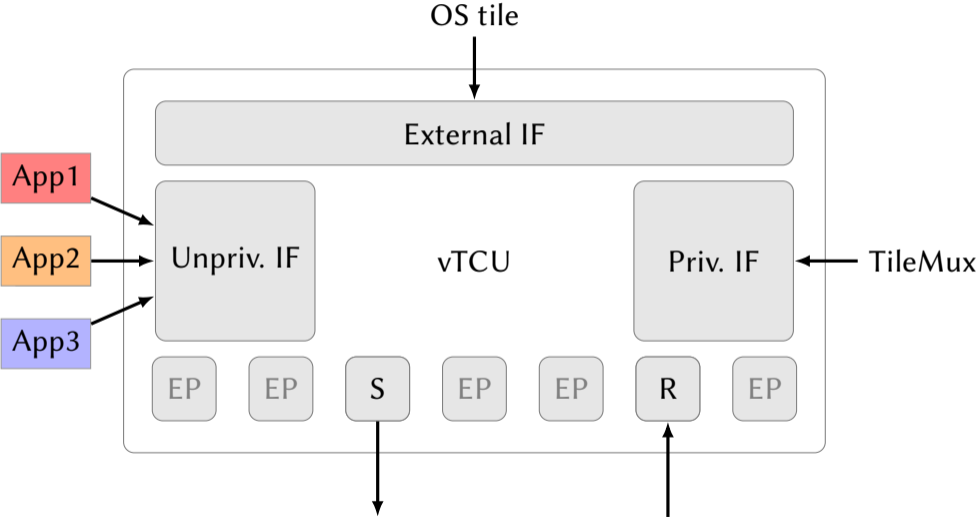 OS tile
External IF
App1
App2
App3
Unpriv. IF
vTCU
Priv. IF
TileMux
EP
EP
S
EP
EP
R
EP